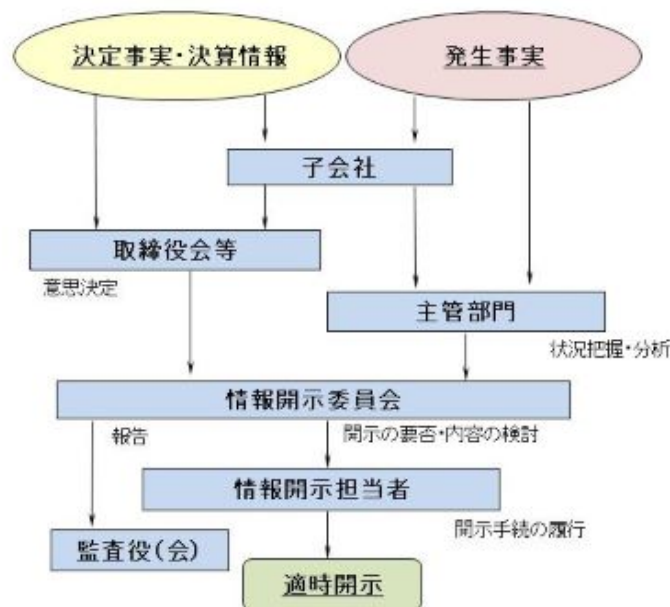 決定事実・決算情報
発生事実
子会社
取締役会等
意思決定
主管部門
状況把握・分析
情報開示委員会
報告
開示の要否・内容の検討
情報開示担当者
開示手続の履行
監査役(会)
適時開示